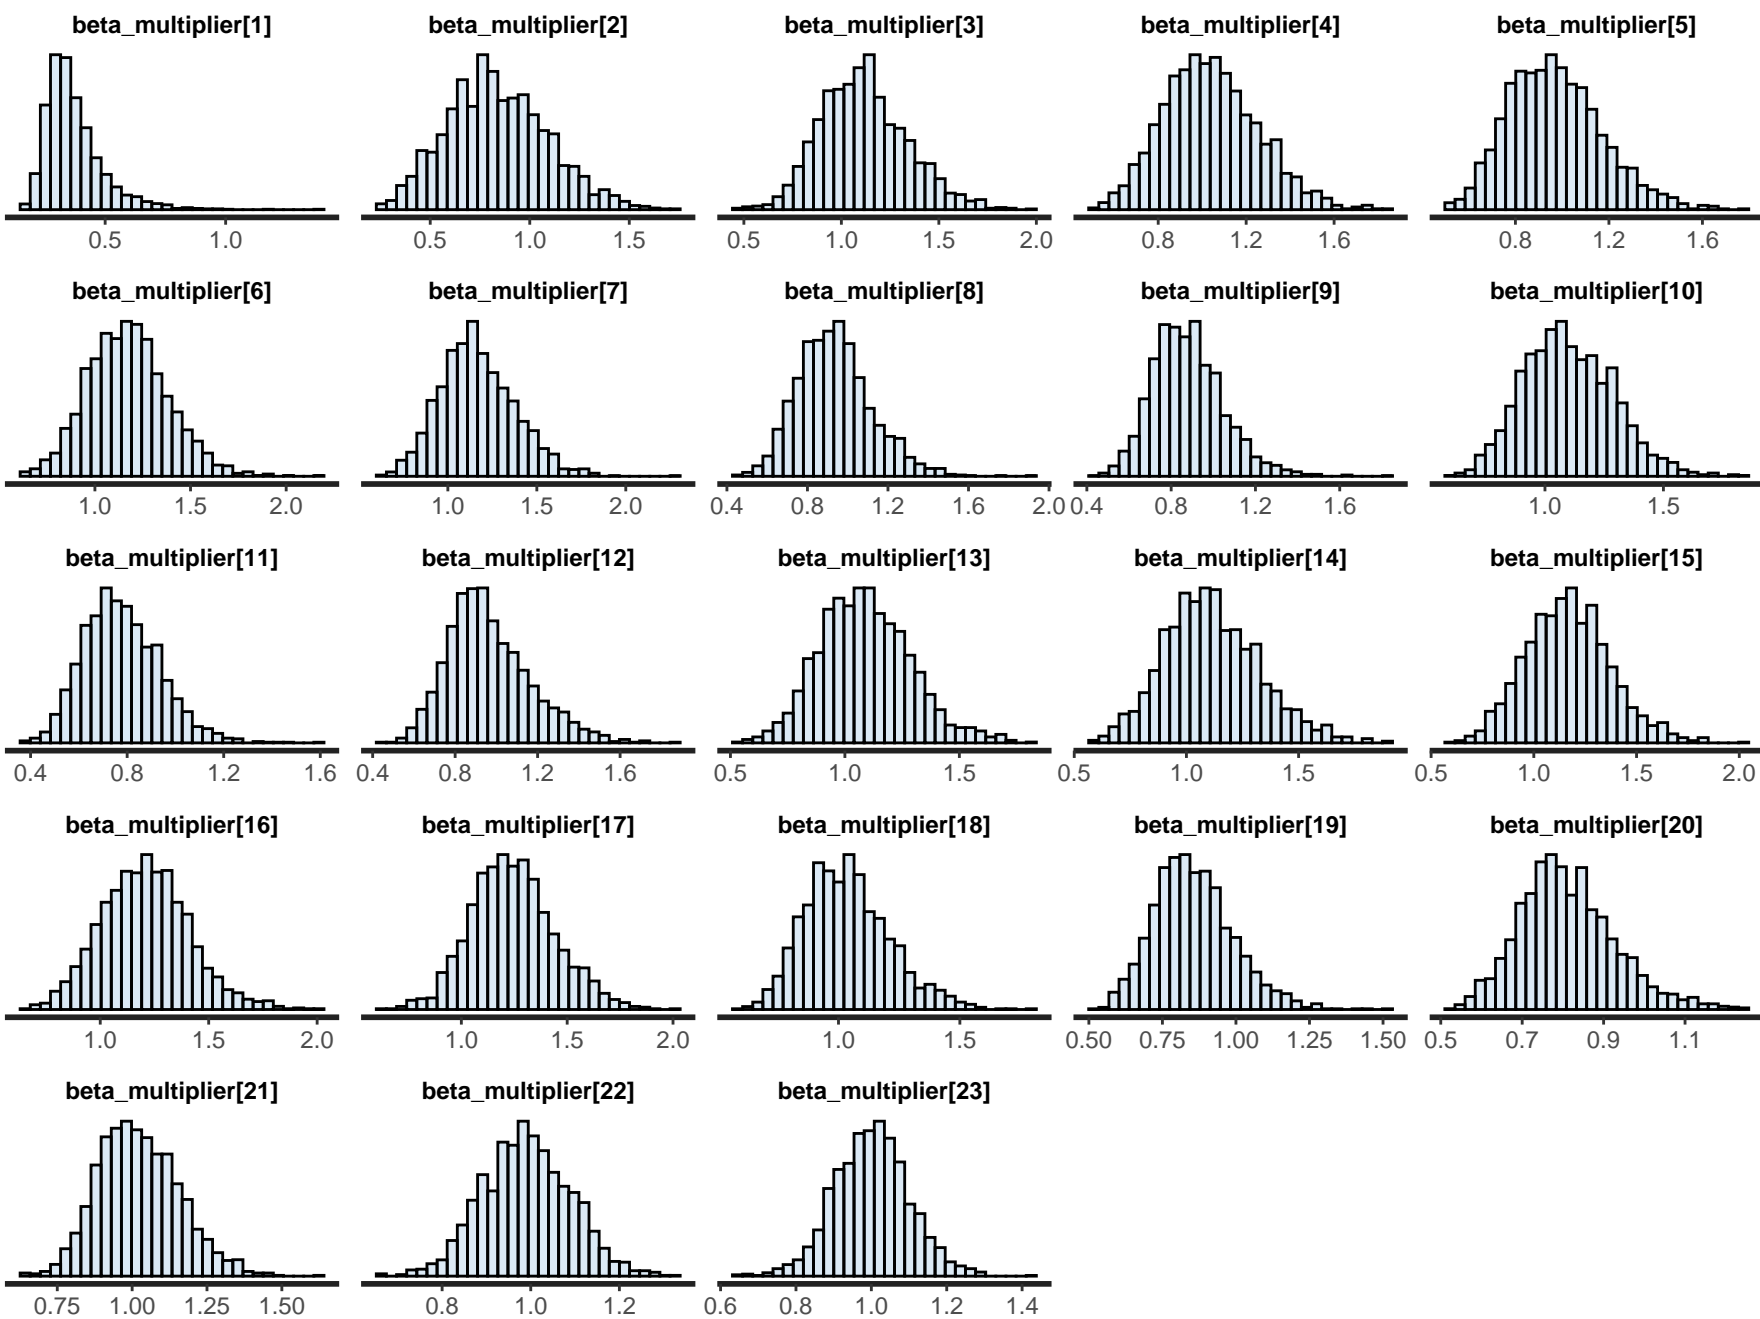 beta_multiplier[1] beta_multiplier[2] beta_multiplier[3] beta_multiplier[4] beta_multiplier[5]
0.5 1.0 0.5 1.0 1.5 0.5 1.0 1.5 2.0 0.8 1.2 1.6 0.8 1.2 1.6
beta_multiplier[6] beta_multiplier[7] beta_multiplier[8] beta_multiplier[9] beta_multiplier[10]
1.0 1.5 2.0 1.0 1.5 2.0 0.4 0.8 1.2 1.6 2.0 0.4 0.8 1.2 1.6 1.0 1.5
beta_multiplier[11] beta_multiplier[12] beta_multiplier[13] beta_multiplier[14] beta_multiplier[15]
0.4 0.8 1.2 1.6 0.4 0.8 1.2 1.6 0.5 1.0 1.5 0.5 1.0 1.5 0.5 1.0 1.5 2.0
beta_multiplier[16] beta_multiplier[17] beta_multiplier[18] beta_multiplier[19] beta_multiplier[20]
1.0 1.5 2.0 1.0 1.5 2.0 1.0 1.5 0.50 0.75 1.00 1.25 1.50 0.5 0.7 0.9 1.1
beta_multiplier[21] beta_multiplier[22] beta_multiplier[23]
0.75 1.00 1.25 1.50 0.8 1.0 1.2 0.6 0.8 1.0 1.2 1.4